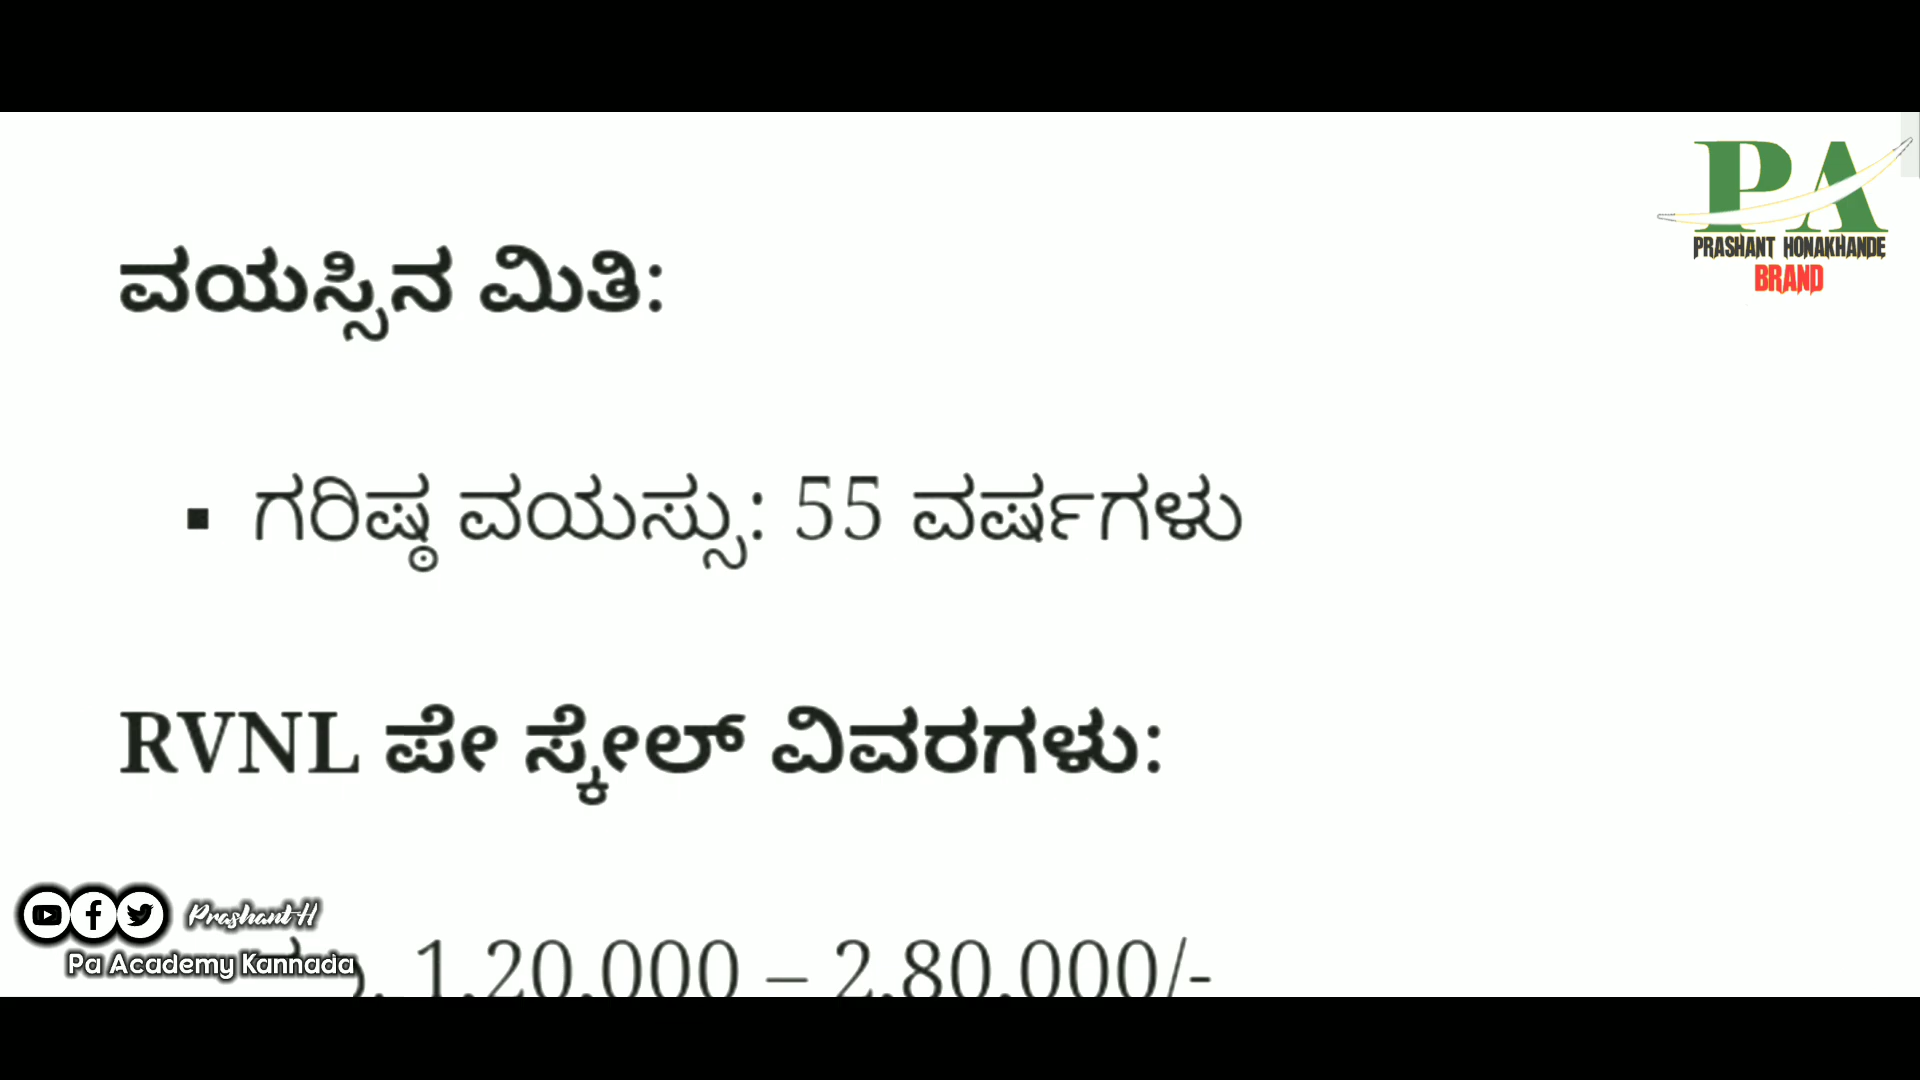 PA
PRASHANT HONAKHANDE
BRAND
ವಯಸ್ಸಿನ ಮಿತಿ:
▪ ಗರಿಷ್ಠ ವಯಸ್ಸು: 55 ವರ್ಷಗಳು
RVNL ಪೇ ಸ್ಕೇಲ್ ವಿವರಗಳು:
Prashant H
Pa Academy Kannada
1,20,000 – 2,80,000/-